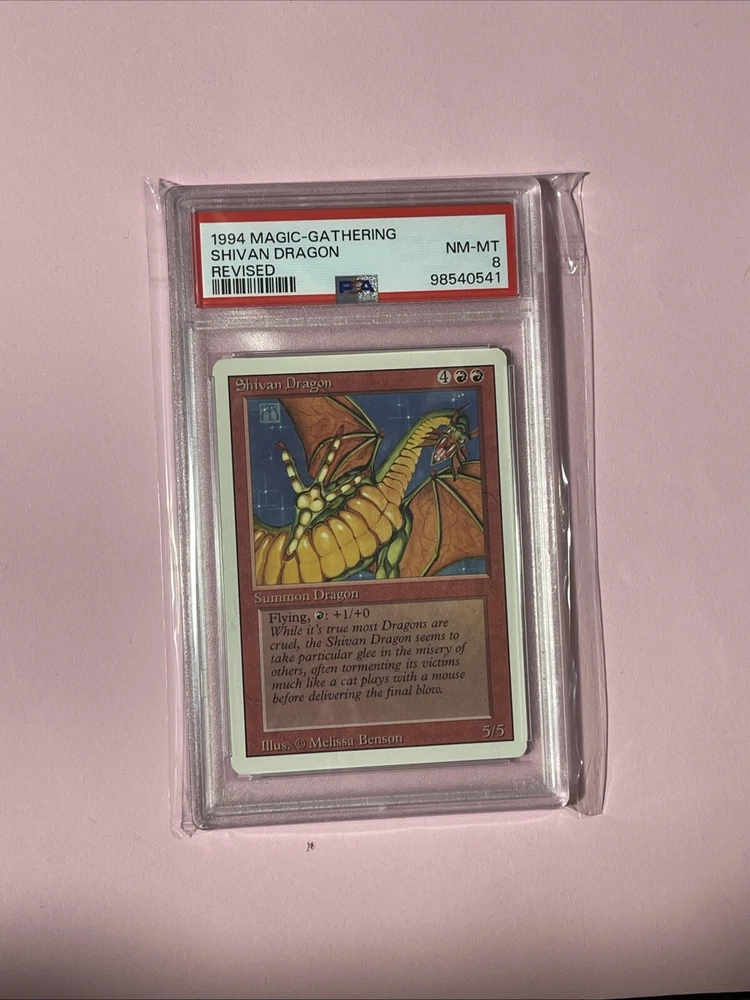 1994 MAGIC-GATHERING
SHIVAN DRAGON
REVISED
NM-MT
8
98540541
PSA
Shivan Dragon
4
Summon Dragon
Flying, : +1/+0
While it's true most Dragons are
cruel, the Shivan Dragon seems to
take particular glee in the misery of
others, often tormenting its victims
much like a cat plays with a mouse
before delivering the final blow.
5/5
Illus. © Melissa Benson